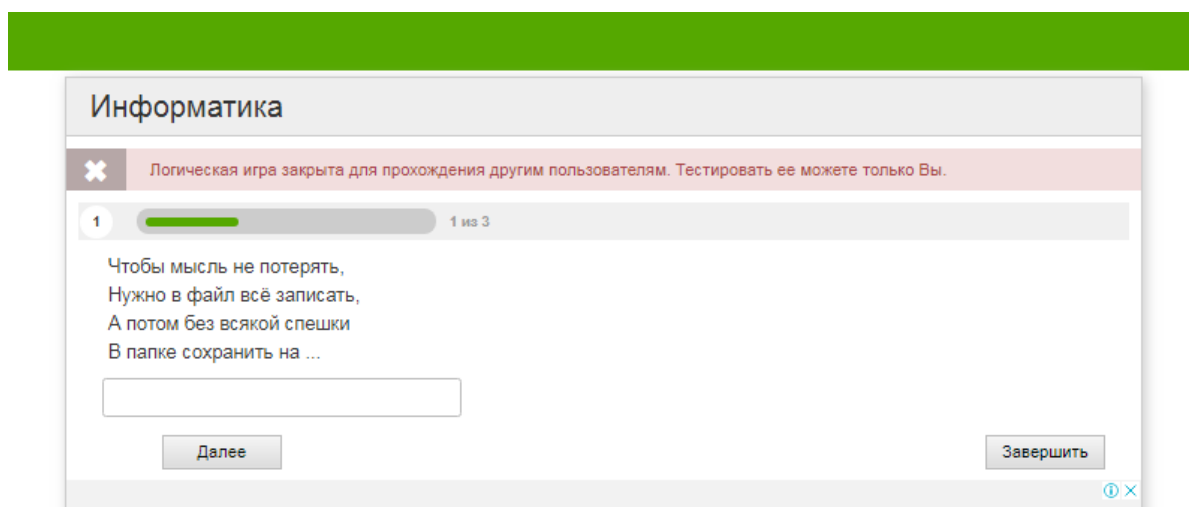 Информатика
Логическая игра закрыта для прохождения другим пользователям. Тестировать ее можете только Вы.
1 1 из 3
Чтобы мысль не потерять,
Нужно в файл всё записать,
А потом без всякой спешки
В папке сохранить на ...
Далее Завершить